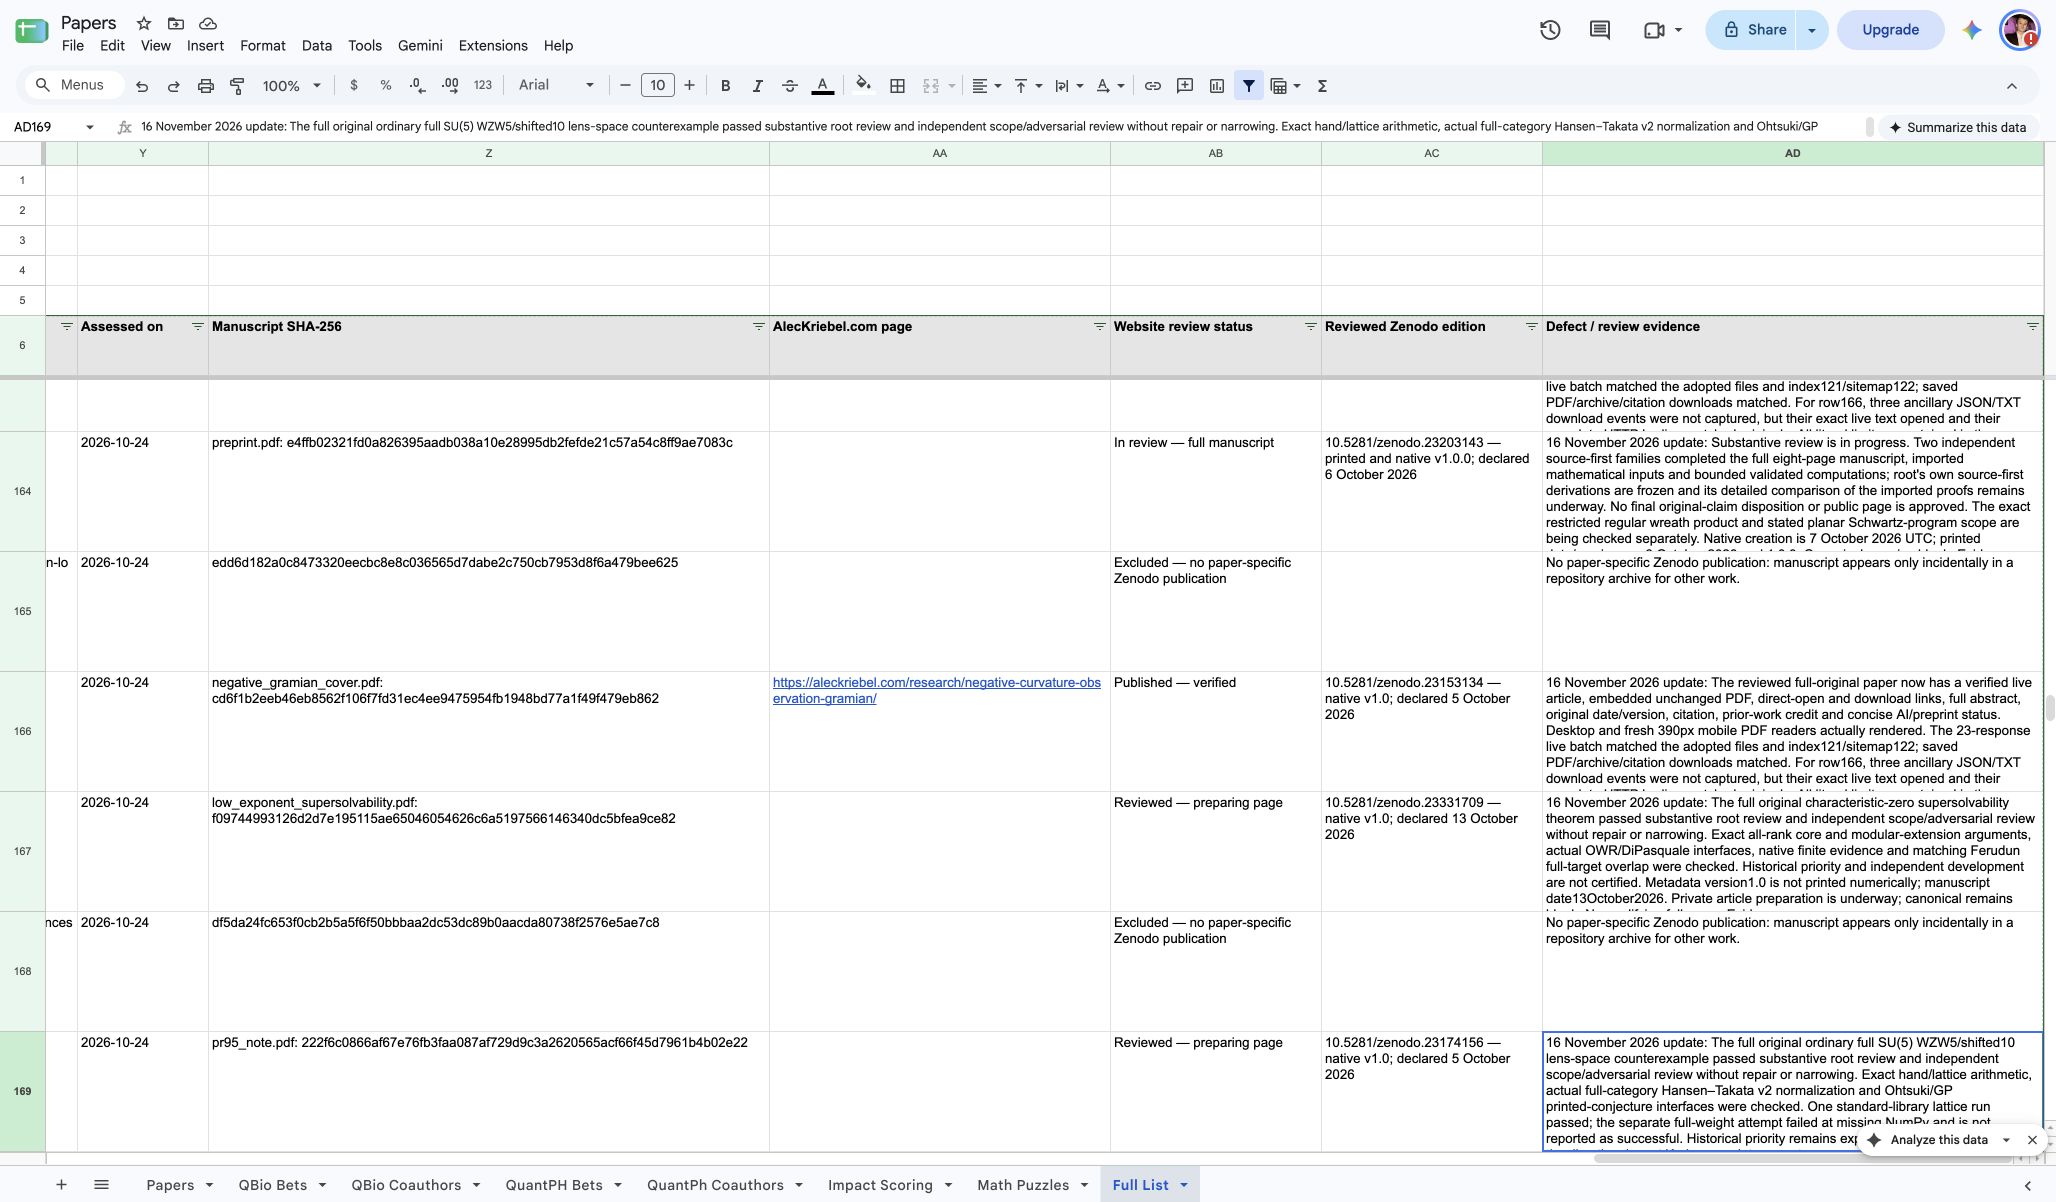 Papers
File Edit View Insert Format Data Tools Gemini Extensions Help
Share
Upgrade
Menus
100%
$ % .0 .00 123
Arial
10
B I A
AD169
fx 16 November 2026 update: The full original ordinary full SU(5) WZW5/shifted10 lens-space counterexample passed substantive root review and independent scope/adversarial review without repair or narrowing. Exact hand/lattice arithmetic, actual full-category Hansen–Takata v2 normalization and Ohtsuki/GP
Summarize this data
Y Z AA AB AC AD
1
2
3
4
5
6
Assessed on
Manuscript SHA-256
AlecKriebel.com page
Website review status
Reviewed Zenodo edition
Defect / review evidence
live batch matched the adopted files and index121/sitemap122; saved
PDF/archive/citation downloads matched. For row166, three ancillary JSON/TXT
download events were not captured, but their exact live text opened and their
164
2026-10-24
preprint.pdf: e4ffb02321fd0a826395aadb038a10e28995db2fefde21c57a54c8ff9ae7083c
In review — full manuscript
10.5281/zenodo.23203143 —
printed and native v1.0.0; declared
6 October 2026
16 November 2026 update: Substantive review is in progress. Two independent
source-first families completed the full eight-page manuscript, imported
mathematical inputs and bounded validated computations; root's own source-first
derivations are frozen and its detailed comparison of the imported proofs remains
underway. No final original-claim disposition or public page is approved. The exact
restricted regular wreath product and stated planar Schwartz-program scope are
being checked separately. Native creation is 7 October 2026 UTC; printed
165
n-lo
2026-10-24
edd6d182a0c8473320eecbc8e8c036565d7dabe2c750cb7953d8f6a479bee625
Excluded — no paper-specific
Zenodo publication
No paper-specific Zenodo publication: manuscript appears only incidentally in a
repository archive for other work.
166
2026-10-24
negative_gramian_cover.pdf:
cd6f1b2eeb46eb8562f106f7fd31ec4ee9475954fb1948bd77a1f49f479eb862
https://aleckriebel.com/research/negative-curvature-obs
ervation-gramian/
Published — verified
10.5281/zenodo.23153134 —
native v1.0; declared 5 October
2026
16 November 2026 update: The reviewed full-original paper now has a verified live
article, embedded unchanged PDF, direct-open and download links, full abstract,
original date/version, citation, prior-work credit and concise AI/preprint status.
Desktop and fresh 390px mobile PDF readers actually rendered. The 23-response
live batch matched the adopted files and index121/sitemap122; saved
PDF/archive/citation downloads matched. For row166, three ancillary JSON/TXT
download events were not captured, but their exact live text opened and their
167
2026-10-24
low_exponent_supersolvability.pdf:
f09744993126d2d7e195115ae65046054626c6a5197566146340dc5bfea9ce82
Reviewed — preparing page
10.5281/zenodo.23331709 —
native v1.0; declared 13 October
2026
16 November 2026 update: The full original characteristic-zero supersolvability
theorem passed substantive root review and independent scope/adversarial review
without repair or narrowing. Exact all-rank core and modular-extension arguments,
actual OWR/DiPasquale interfaces, native finite evidence and matching Ferudun
full-target overlap were checked. Historical priority and independent development
are not certified. Metadata version1.0 is not printed numerically; manuscript
date13October2026. Private article preparation is underway; canonical remains
168
nces
2026-10-24
df5da24fc653f0cb2b5a5f6f50bbbaa2dc53dc89b0aacda80738f2576e5ae7c8
Excluded — no paper-specific
Zenodo publication
No paper-specific Zenodo publication: manuscript appears only incidentally in a
repository archive for other work.
169
2026-10-24
pr95_note.pdf: 222f6c0866af67e76fb3faa087af729d9c3a2620565acf66f45d7961b4b02e22
Reviewed — preparing page
10.5281/zenodo.23174156 —
native v1.0; declared 5 October
2026
16 November 2026 update: The full original ordinary full SU(5) WZW5/shifted10
lens-space counterexample passed substantive root review and independent
scope/adversarial review without repair or narrowing. Exact hand/lattice arithmetic,
actual full-category Hansen–Takata v2 normalization and Ohtsuki/GP
printed-conjecture interfaces were checked. One standard-library lattice run
passed; the separate full-weight attempt failed at missing NumPy and is not
reported as successful. Historical priority remains
Analyze this data
Papers QBio Bets QBio Coauthors QuantPH Bets QuantPh Coauthors Impact Scoring Math Puzzles Full List